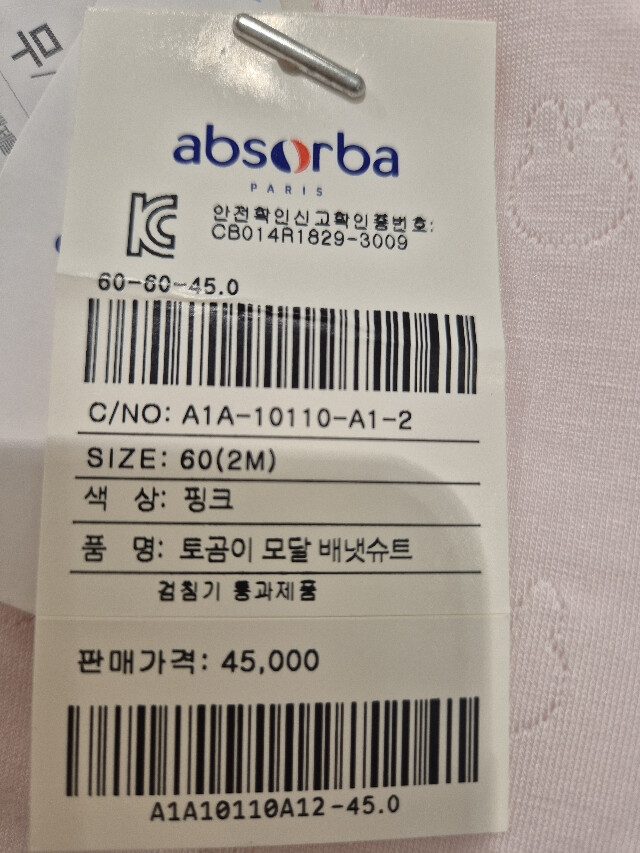 absorba
PARIS
안전확인신고확인증번호:
CB014R1829-3009
60-60-45.0
C/NO: A1A-10110-A1-2
SIZE: 60(2M)
색 상: 핑크
품 명: 토곰이 모달 배냇슈트
검침기 통과제품
판매가격: 45,000
A1A10110A12-45.0